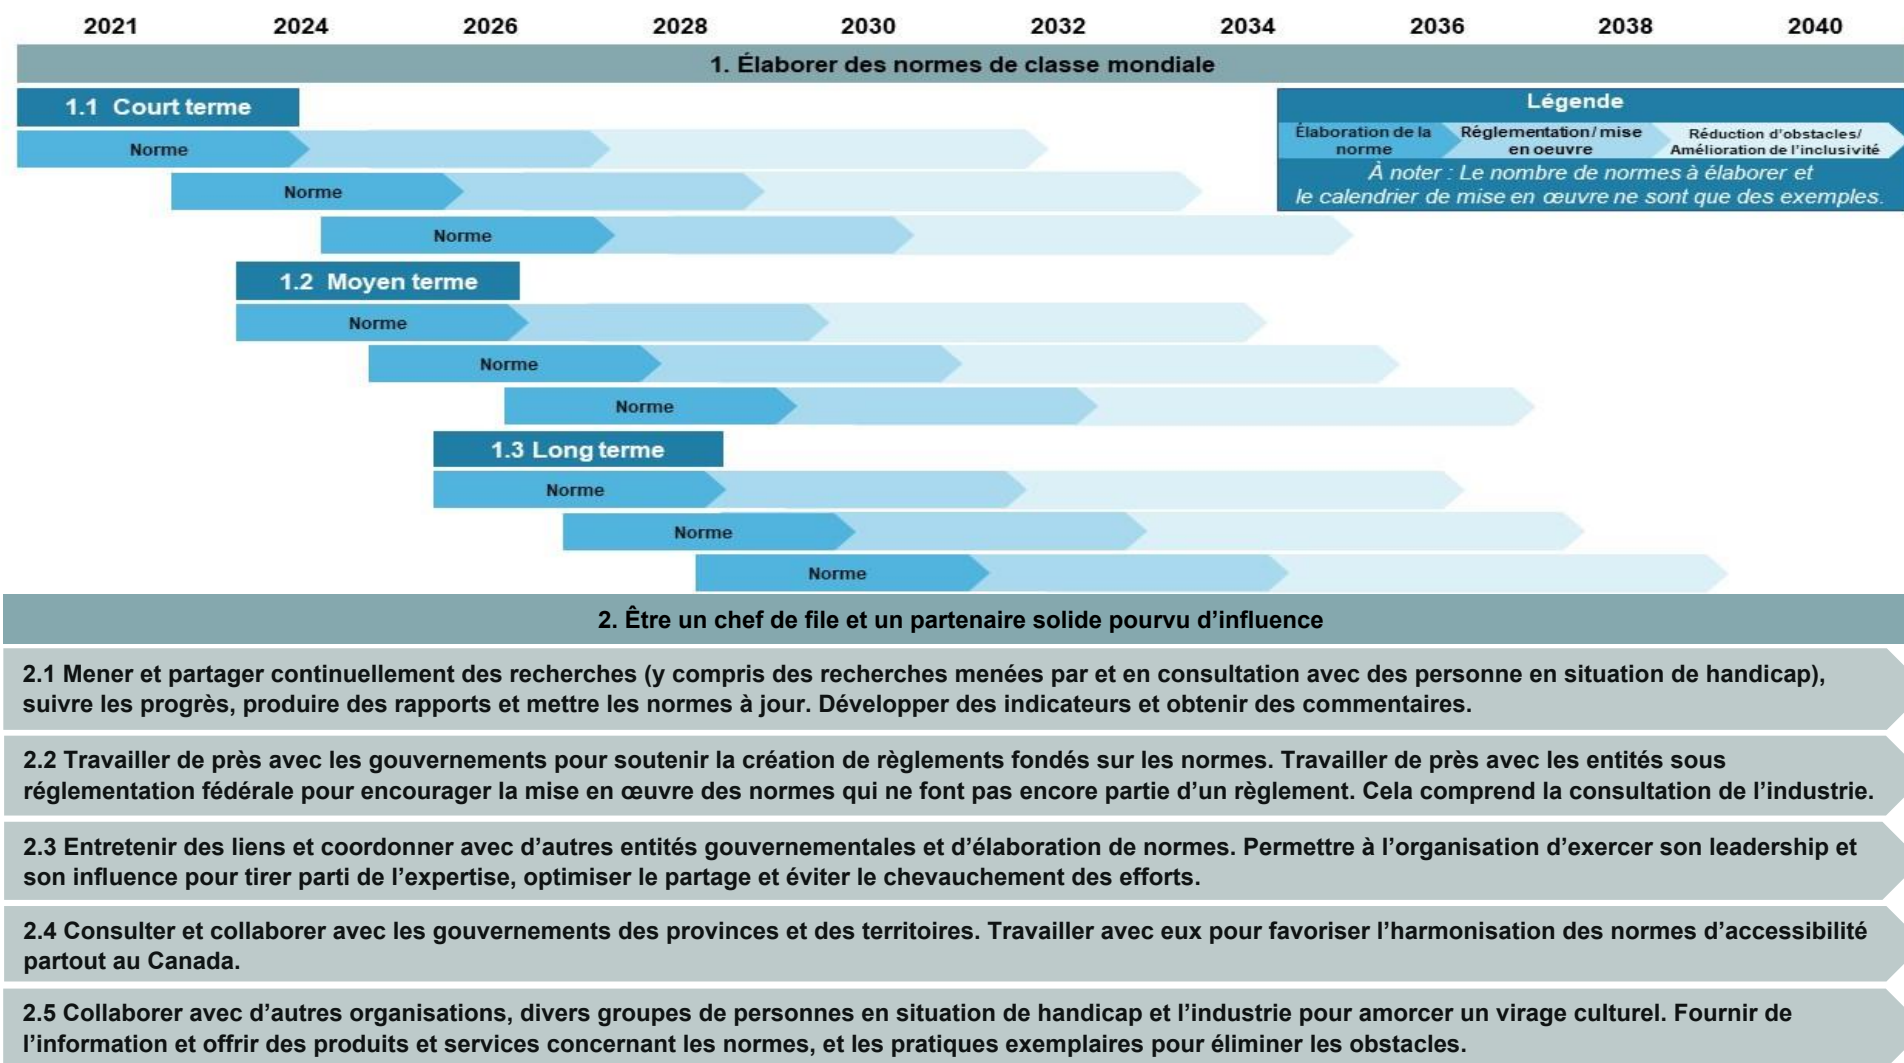 2021 2024 2026 2028 2030 2032 2034 2036 2038 2040
1. Élaborer des normes de classe mondiale
1.1 Court terme
Norme
Norme
Norme
Légende
Élaboration de la norme
Réglementation/mise en oeuvre
Réduction d'obstacles/ Amélioration de l'inclusivité
À noter : Le nombre de normes à élaborer et
le calendrier de mise en œuvre ne sont que des exemples.
1.2 Moyen terme
Norme
Norme
Norme
1.3 Long terme
Norme
Norme
Norme
2. Être un chef de file et un partenaire solide pourvu d'influence
2.1 Mener et partager continuellement des recherches (y compris des recherches menées par et en consultation avec des personne en situation de handicap),
suivre les progrès, produire des rapports et mettre les normes à jour. Développer des indicateurs et obtenir des commentaires.
2.2 Travailler de près avec les gouvernements pour soutenir la création de règlements fondés sur les normes. Travailler de près avec les entités sous
réglementation fédérale pour encourager la mise en œuvre des normes qui ne font pas encore partie d'un règlement. Cela comprend la consultation de l'industrie.
2.3 Entretenir des liens et coordonner avec d'autres entités gouvernementales et d'élaboration de normes. Permettre à l'organisation d'exercer son leadership et
son influence pour tirer parti de l'expertise, optimiser le partage et éviter le chevauchement des efforts.
2.4 Consulter et collaborer avec les gouvernements des provinces et des territoires. Travailler avec eux pour favoriser l'harmonisation des normes d'accessibilité
partout au Canada.
2.5 Collaborer avec d'autres organisations, divers groupes de personnes en situation de handicap et l'industrie pour amorcer un virage culturel. Fournir de
l'information et offrir des produits et services concernant les normes, et les pratiques exemplaires pour éliminer les obstacles.